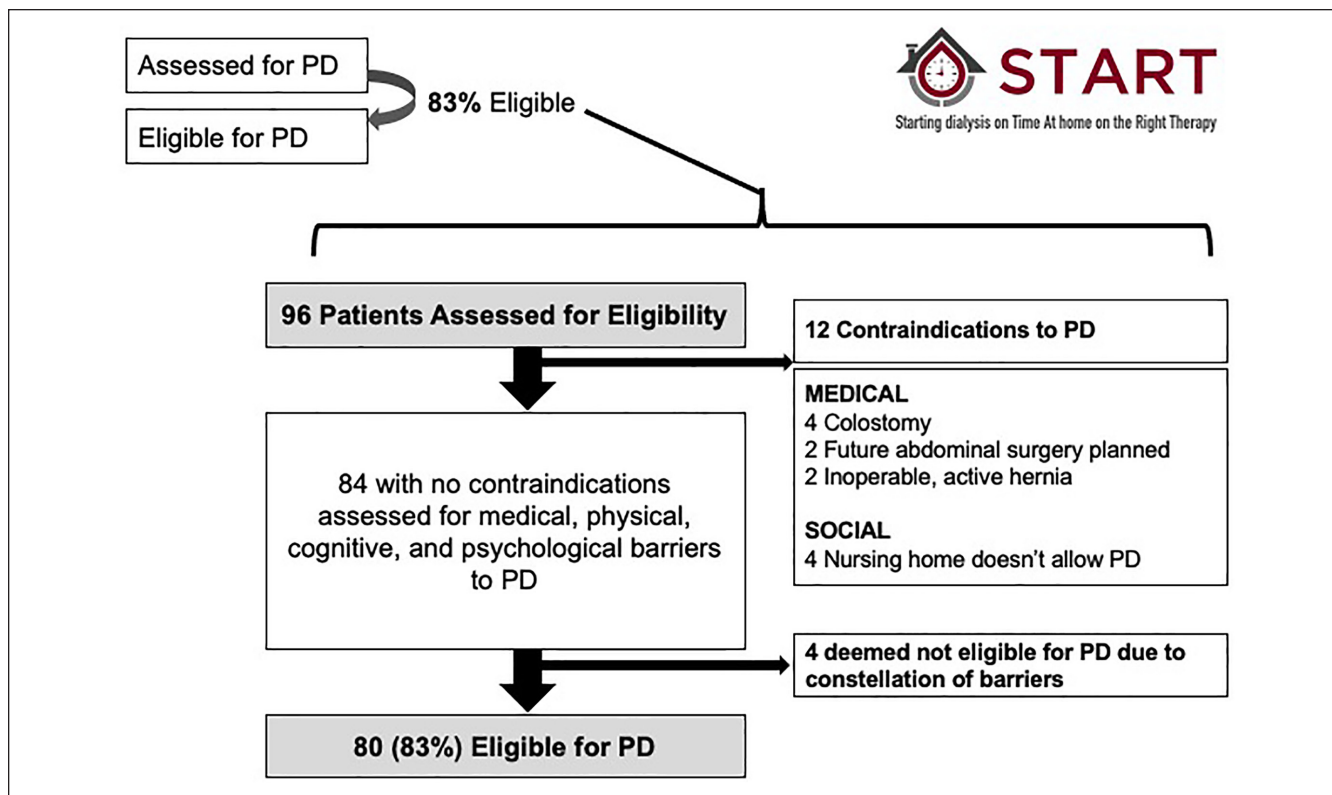 Assessed for PD
Eligible for PD
83% Eligible
START
Starting dialysis on Time At home on the Right Therapy
96 Patients Assessed for Eligibility
12 Contraindications to PD
MEDICAL
4 Colostomy
2 Future abdominal surgery planned
2 Inoperable, active hernia
SOCIAL
4 Nursing home doesn’t allow PD
84 with no contraindications
assessed for medical, physical,
cognitive, and psychological barriers
to PD
4 deemed not eligible for PD due to
constellation of barriers
80 (83%) Eligible for PD